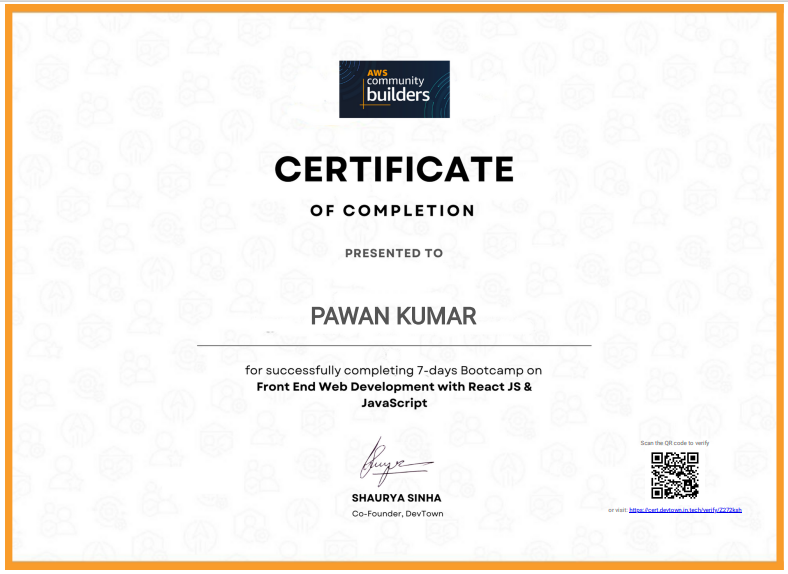 AWS
community
builders
CERTIFICATE
OF COMPLETION
PRESENTED TO
PAWAN KUMAR
for successfully completing 7-days Bootcamp on
Front End Web Development with React JS &
JavaScript
SHAURYA SINHA
Co-Founder, DevTown
Scan the QR code to verify
or visit: https://cert.devtown.in.tech/verify/Z272ksh